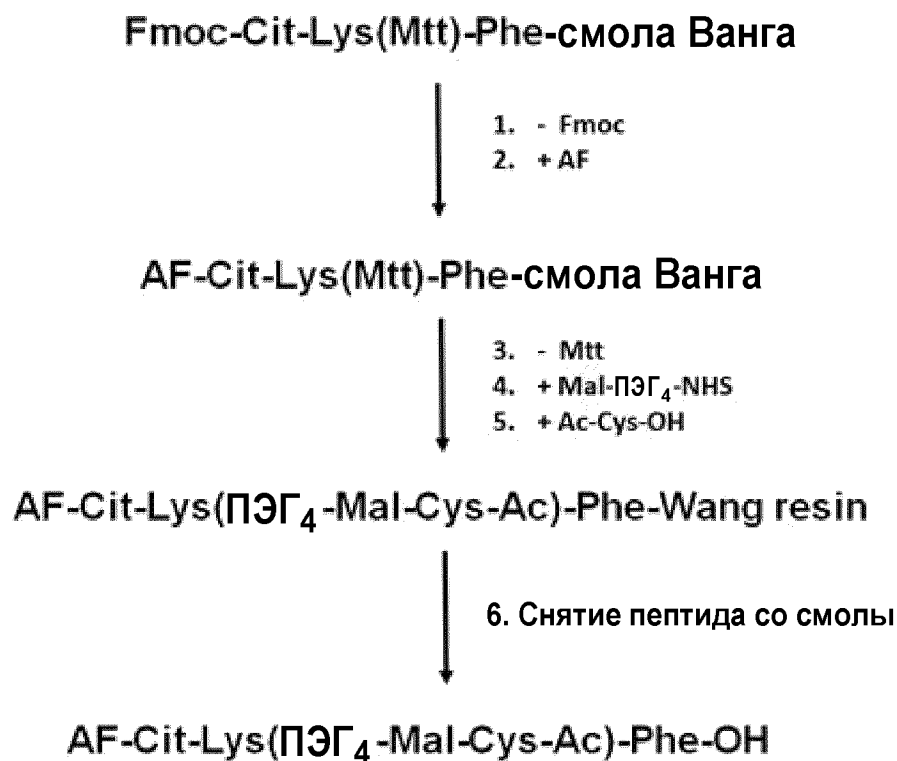 Fmoc-Cit-Lys(Mtt)-Phe-смола Ванга
1. - Fmoc
2. + AF
AF-Cit-Lys(Mtt)-Phe-смола Ванга
3. - Mtt
4. + Mal-ПЭГ₄-NHS
5. + Ac-Cys-OH
AF-Cit-Lys(ПЭГ₄-Mal-Cys-Ac)-Phe-Wang resin
6. Снятие пептида со смолы
AF-Cit-Lys(ПЭГ₄-Mal-Cys-Ac)-Phe-OH